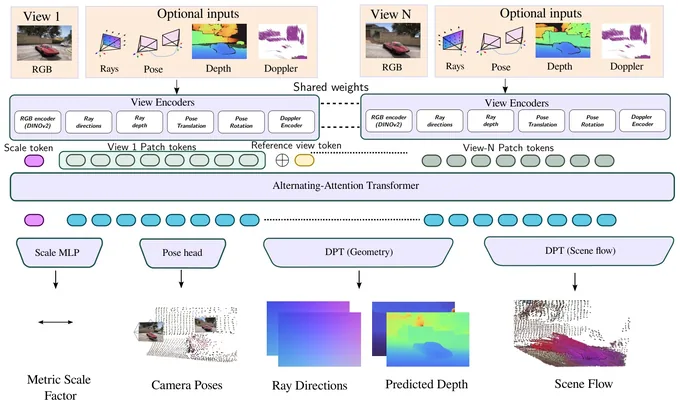 View 1
Optional inputs
View N
Optional inputs
RGB
Rays
Pose
Depth
Doppler
RGB
Rays
Pose
Depth
Doppler
Shared weights
View Encoders
View Encoders
RGB encoder
(DINOv2)
Ray
directions
Ray
depth
Pose
Translation
Pose
Rotation
Doppler
Encoder
RGB encoder
(DINOv2)
Ray
directions
Ray
depth
Pose
Translation
Pose
Rotation
Doppler
Encoder
Scale token
View 1 Patch tokens
Reference view token
View-N Patch tokens
Alternating-Attention Transformer
Scale MLP
Pose head
DPT (Geometry)
DPT (Scene flow)
Metric Scale
Factor
Camera Poses
Ray Directions
Predicted Depth
Scene Flow